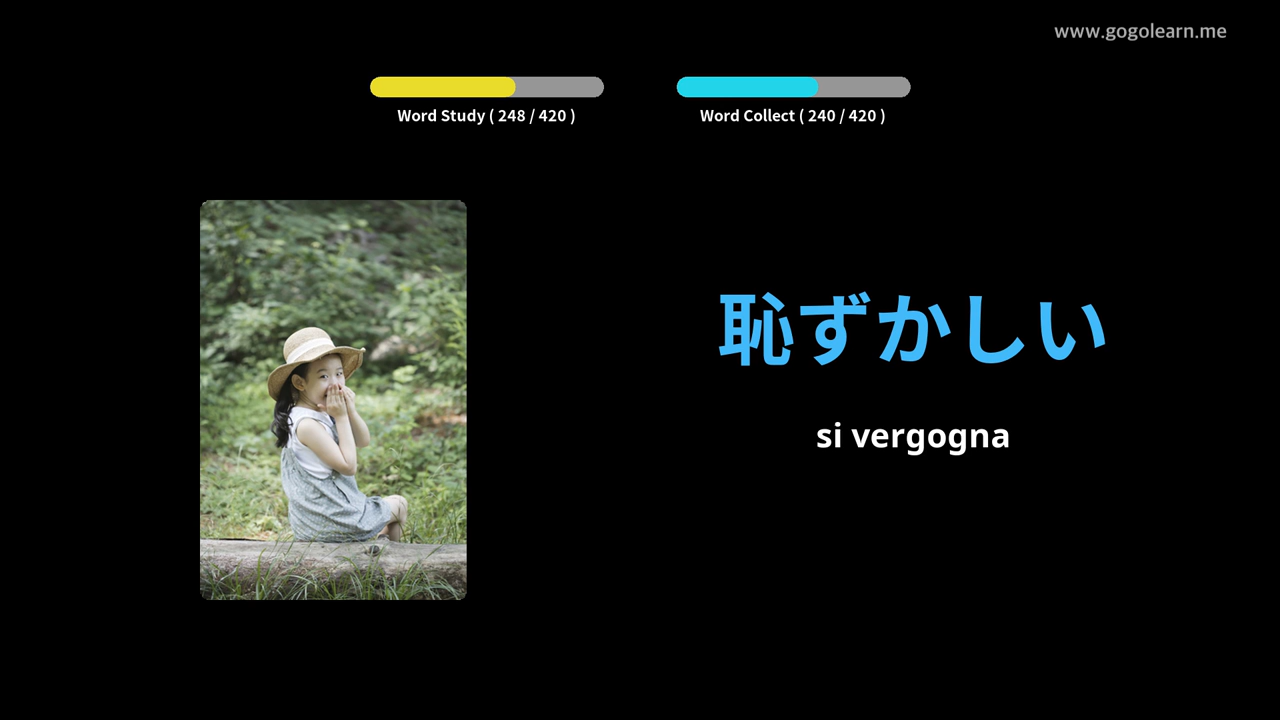 www.gogolearn.me
Word Study ( 248 / 420 )
Word Collect ( 240 / 420 )
恥ずかしい
si vergogna